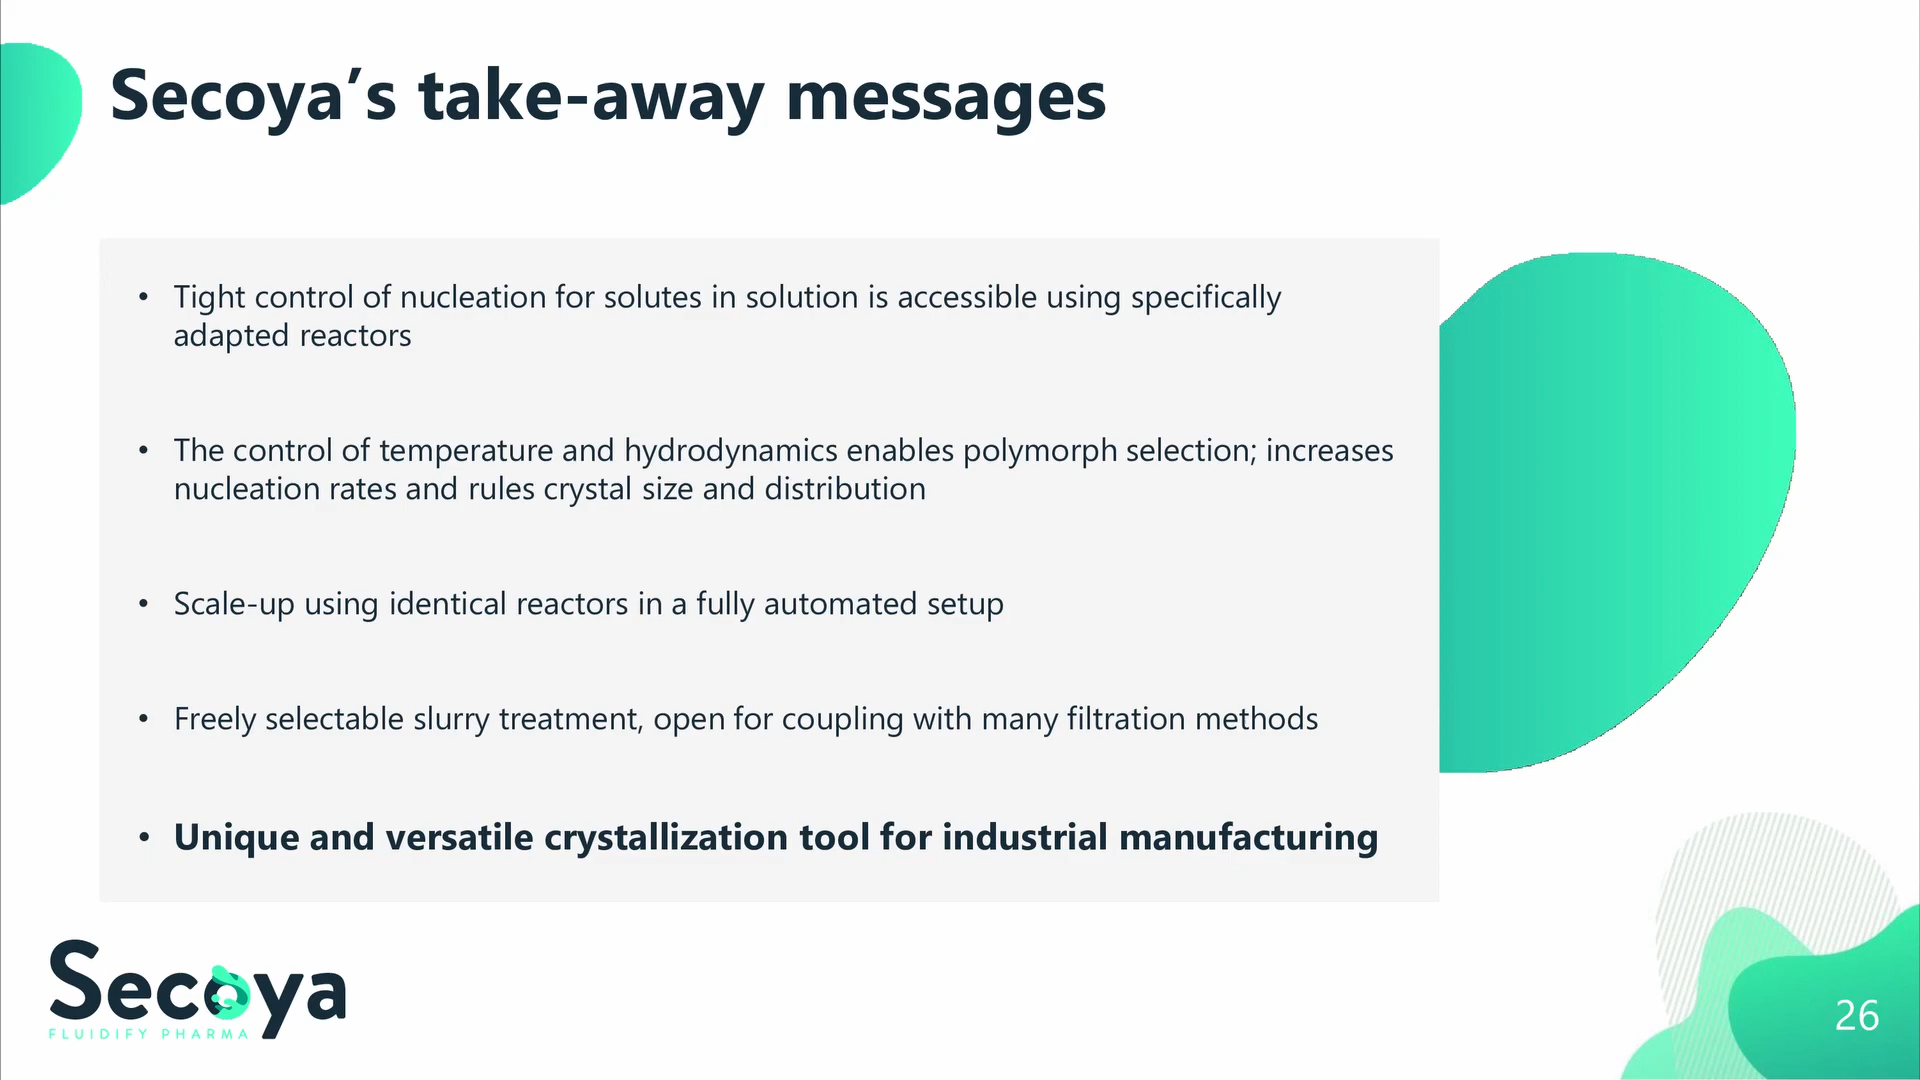 Secoya’s take-away messages
• Tight control of nucleation for solutes in solution is accessible using specifically
adapted reactors
• The control of temperature and hydrodynamics enables polymorph selection; increases
nucleation rates and rules crystal size and distribution
• Scale-up using identical reactors in a fully automated setup
• Freely selectable slurry treatment, open for coupling with many filtration methods
• Unique and versatile crystallization tool for industrial manufacturing
Secoya
FLUIDIFY PHARMA
26